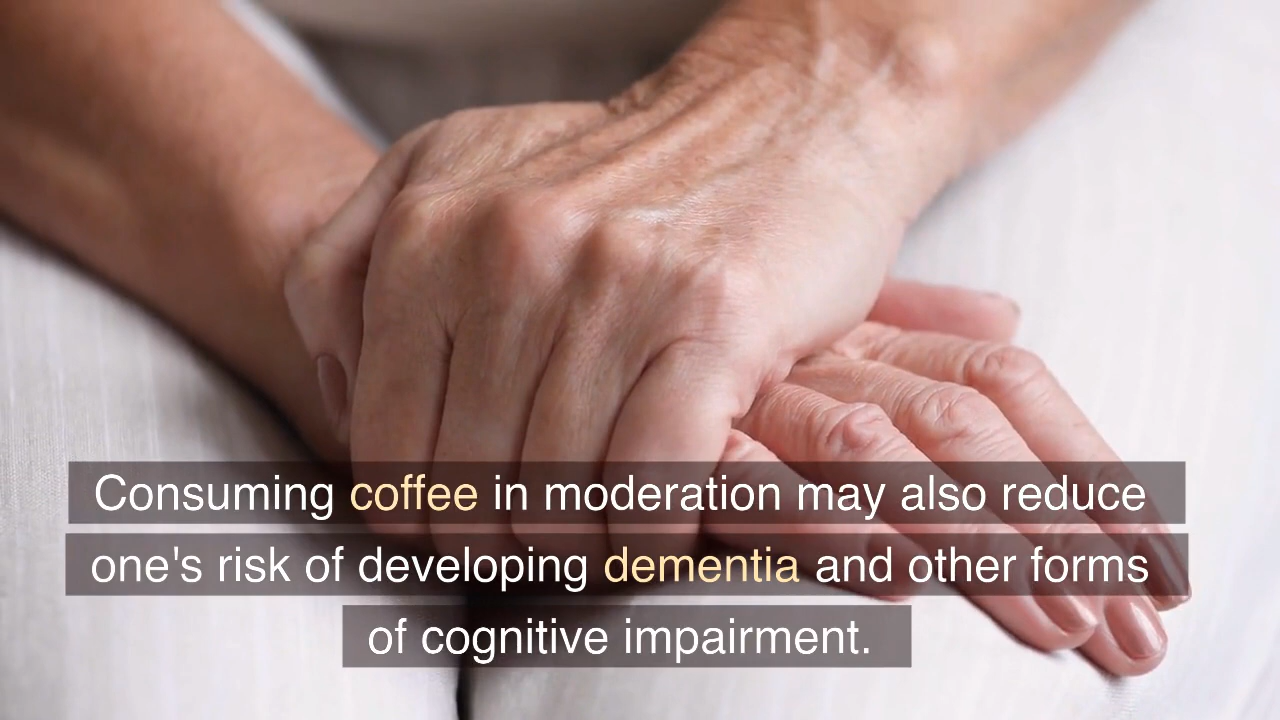 Consuming coffee in moderation may also reduce
one's risk of developing dementia and other forms
of cognitive impairment.